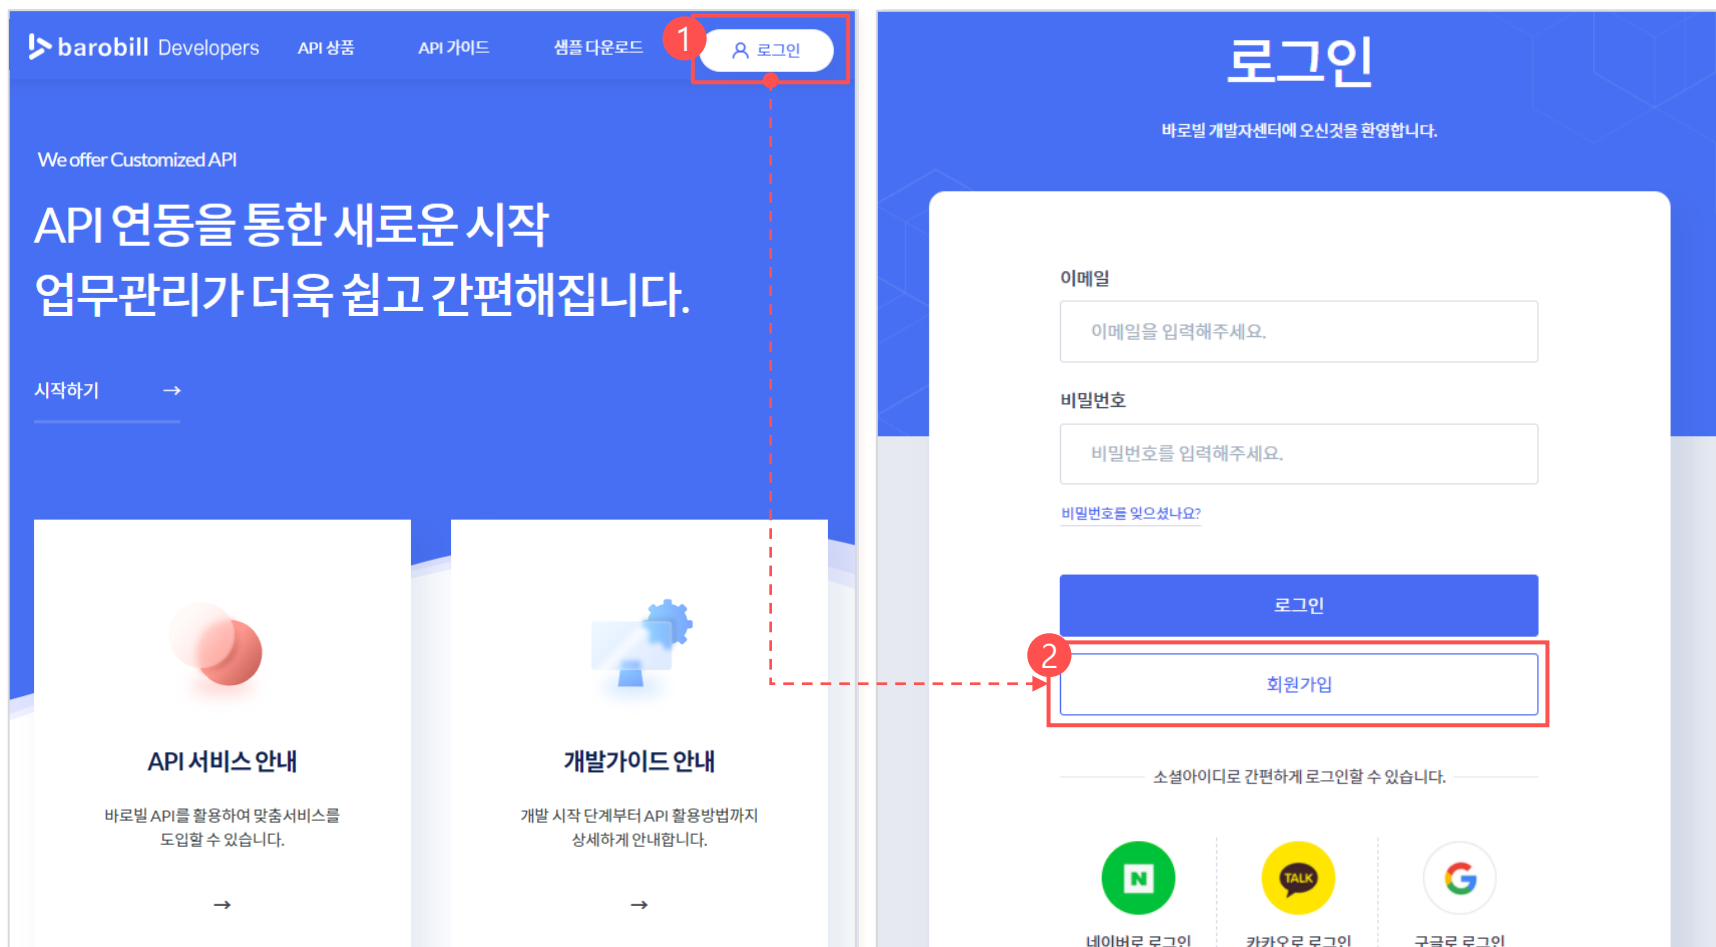 barobill Developers
API 상품
API 가이드
샘플 다운로드
1
로그인
We offer Customized API
API 연동을 통한 새로운 시작
업무관리가 더욱 쉽고 간편해집니다.
시작하기 →
API 서비스 안내
바로빌 API를 활용하여 맞춤서비스를
도입할 수 있습니다.
→
개발가이드 안내
개발 시작 단계부터 API 활용방법까지
상세하게 안내합니다.
→
로그인
바로빌 개발자센터에 오신것을 환영합니다.
이메일
이메일을 입력해주세요.
비밀번호
비밀번호를 입력해주세요.
비밀번호를 잊으셨나요?
로그인
2
회원가입
소셜아이디로 간편하게 로그인할 수 있습니다.
N
TALK
G
네이버로 로그인
카카오로 로그인
구글로 로그인